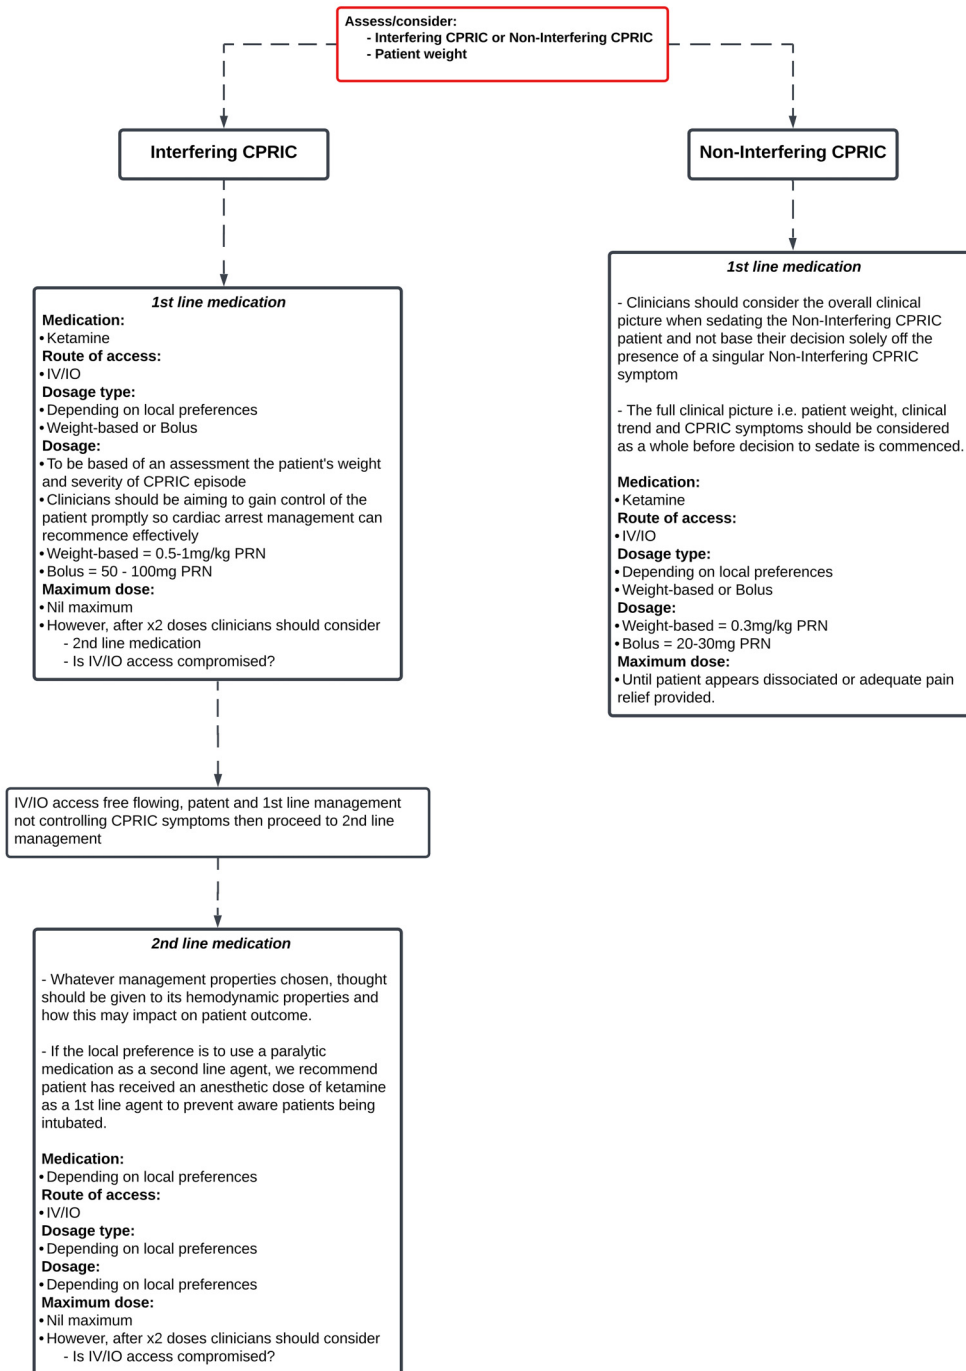 Assess/consider:
- Interfering CPRIC or Non-Interfering CPRIC
- Patient weight
Interfering CPRIC
Non-Interfering CPRIC
1st line medication
Medication:
• Ketamine
Route of access:
• IV/IO
Dosage type:
• Depending on local preferences
• Weight-based or Bolus
Dosage:
• To be based of an assessment the patient's weight
and severity of CPRIC episode
• Clinicians should be aiming to gain control of the
patient promptly so cardiac arrest management can
recommence effectively
• Weight-based = 0.5-1mg/kg PRN
• Bolus = 50 - 100mg PRN
Maximum dose:
• Nil maximum
• However, after x2 doses clinicians should consider
- 2nd line medication
- Is IV/IO access compromised?
1st line medication
- Clinicians should consider the overall clinical
picture when sedating the Non-Interfering CPRIC
patient and not base their decision solely off the
presence of a singular Non-Interfering CPRIC
symptom
- The full clinical picture i.e. patient weight, clinical
trend and CPRIC symptoms should be considered
as a whole before decision to sedate is commenced.
Medication:
• Ketamine
Route of access:
• IV/IO
Dosage type:
• Depending on local preferences
• Weight-based or Bolus
Dosage:
• Weight-based = 0.3mg/kg PRN
• Bolus = 20-30mg PRN
Maximum dose:
• Until patient appears dissociated or adequate pain
relief provided.
IV/IO access free flowing, patent and 1st line management
not controlling CPRIC symptoms then proceed to 2nd line
management
2nd line medication
- Whatever management properties chosen, thought
should be given to its hemodynamic properties and
how this may impact on patient outcome.
- If the local preference is to use a paralytic
medication as a second line agent, we recommend
patient has received an anesthetic dose of ketamine
as a 1st line agent to prevent aware patients being
intubated.
Medication:
• Depending on local preferences
Route of access:
• IV/IO
Dosage type:
• Depending on local preferences
Dosage:
• Depending on local preferences
Maximum dose:
• Nil maximum
• However, after x2 doses clinicians should consider
- Is IV/IO access compromised?